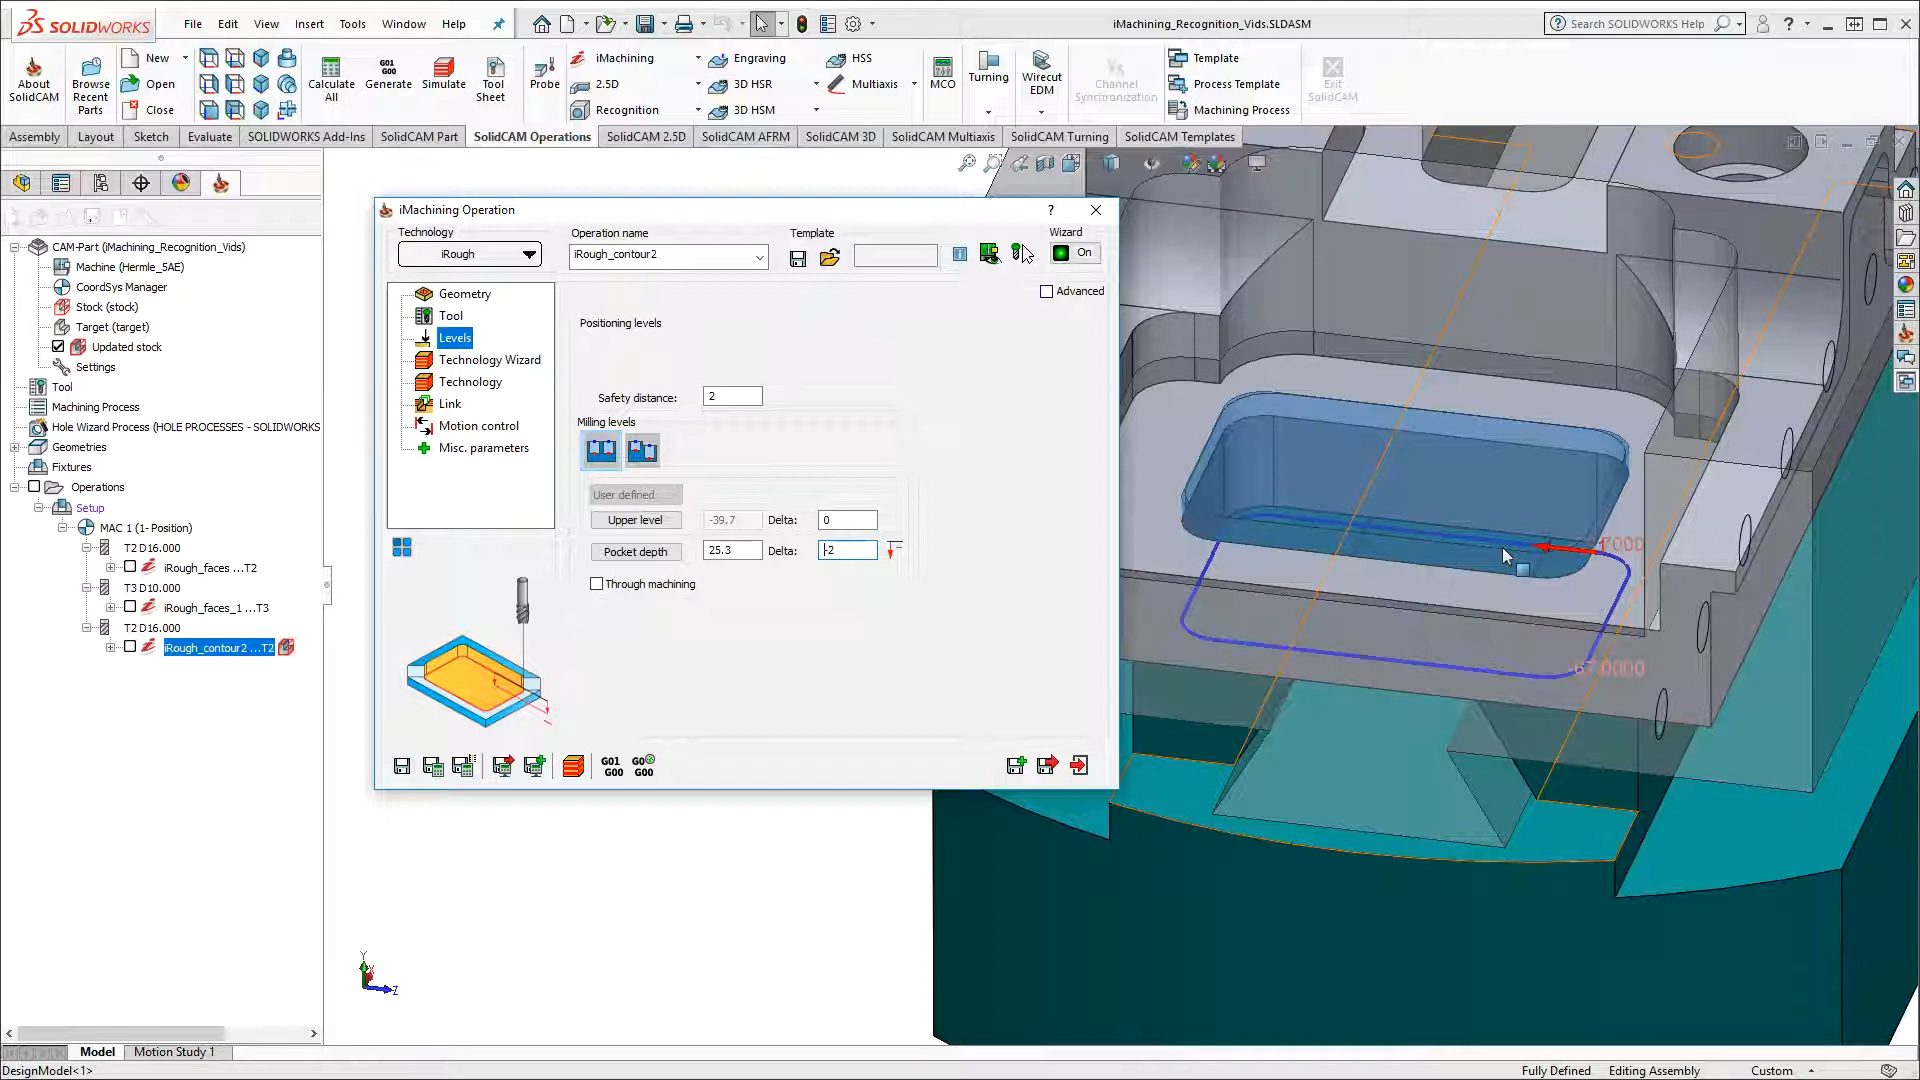 SOLIDWORKS
File Edit View Insert Tools Window Help
iMachining_Recognition_Vids.SLDASM
Search SOLIDWORKS Help
About SolidCAM
Browse Recent Parts
New
Open
Close
Calculate All
G01 G00
Generate
Simulate
Tool Sheet
Probe
iMachining
2.5D
Recognition
Engraving
3D HSR
3D HSM
HSS
Multiaxis
MCO
Turning
Wirecut EDM
Channel Synchronization
Template
Process Template
Machining Process
Exit SolidCAM
Assembly Layout Sketch Evaluate SOLIDWORKS Add-Ins SolidCAM Part SolidCAM Operations SolidCAM 2.5D SolidCAM AFRM SolidCAM 3D SolidCAM Multiaxis SolidCAM Turning SolidCAM Templates
CAM-Part (iMachining_Recognition_Vids)
Machine (Hermle_5AE)
CoordSys Manager
Stock (stock)
Target (target)
Updated stock
Settings
Tool
Machining Process
Hole Wizard Process (HOLE PROCESSES - SOLIDWORKS
Geometries
Fixtures
Operations
Setup
MAC 1 (1- Position)
T2 D16.000
iRough_faces ...T2
T3 D10.000
iRough_faces_1 ...T3
T2 D16.000
iRough_contour2 ...T2
iMachining Operation ?
Technology
iRough
Operation name
iRough_contour2
Template
Wizard
On
Advanced
Geometry
Tool
Levels
Technology Wizard
Technology
Link
Motion control
Misc. parameters
Positioning levels
Safety distance: 2
Milling levels
User defined
Upper level -39.7 Delta: 0
Pocket depth 25.3 Delta: -2
Through machining
G01 G00
G0 G00
-67.0000
Y
X
Z
Model Motion Study 1
DesignModel<1>
Fully Defined Editing Assembly Custom